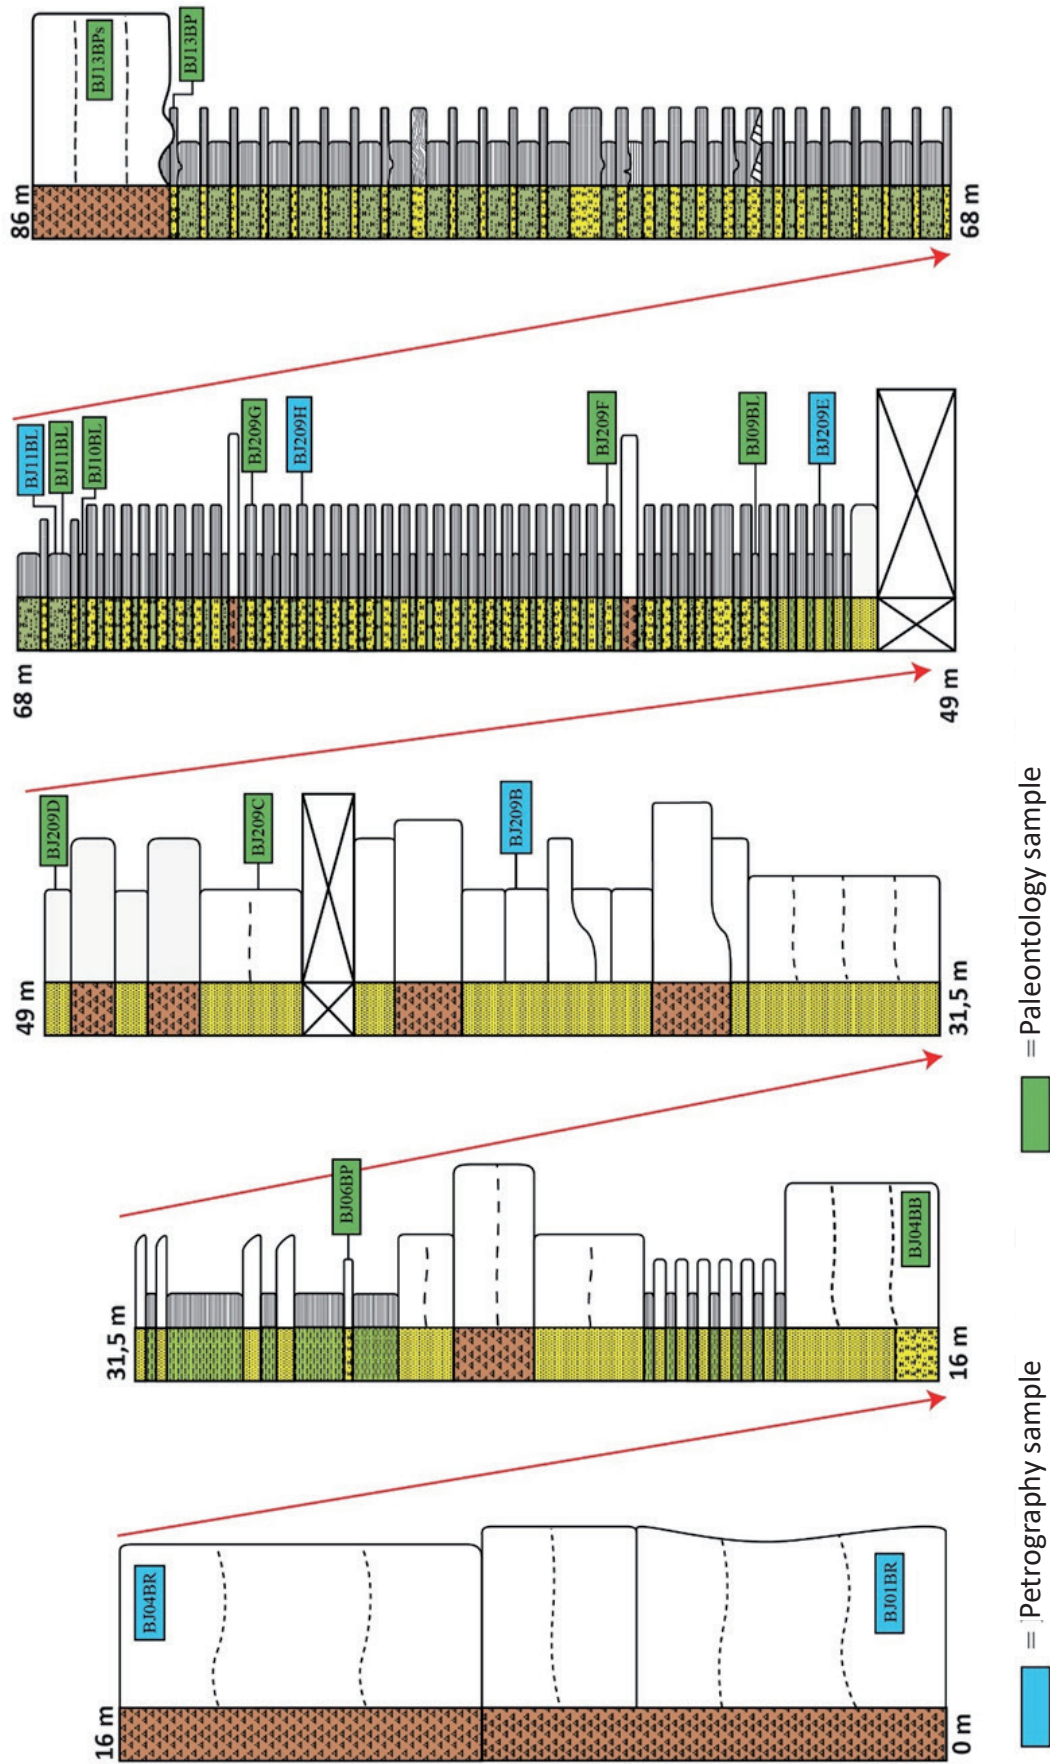 86 m
BJ13BPs
BJ13BP
68 m
68 m
BJ11BL
BJ11BL
BJ10BL
BJ209G
BJ209H
BJ209F
BJ09BL
BJ209E
49 m
49 m
BJ209D
BJ209C
BJ209B
31,5 m
31,5 m
BJ06BP
BJ04BB
16 m
16 m
BJ04BR
BJ01BR
0 m
= Petrography sample
= Paleontology sample